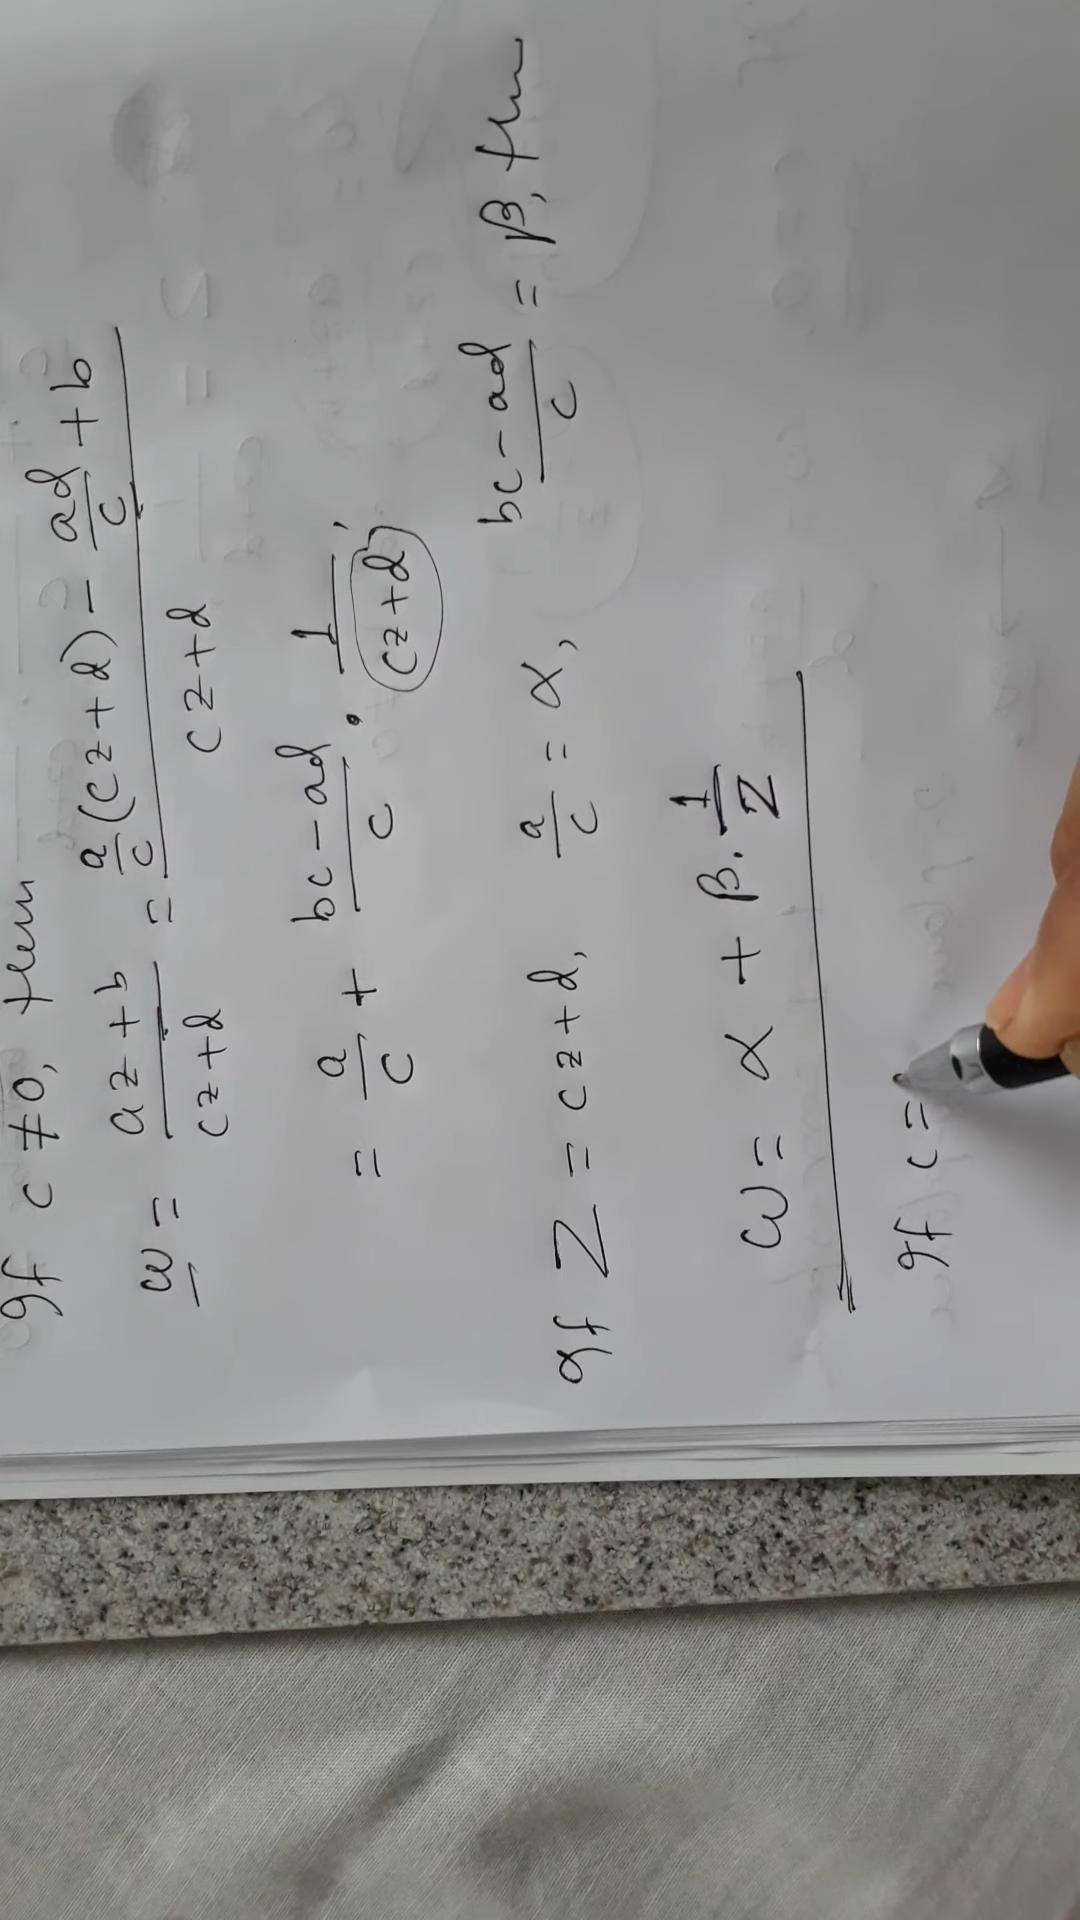 If c ≠ 0, then
w = az + b / cz + d = a/c (cz + d) - ad/c + b / cz + d
= a/c + bc - ad / c . 1 / (cz + d) ,
If Z = cz + d, a/c = α, bc - ad / c = β, then
w = α + β . 1/Z
If c =